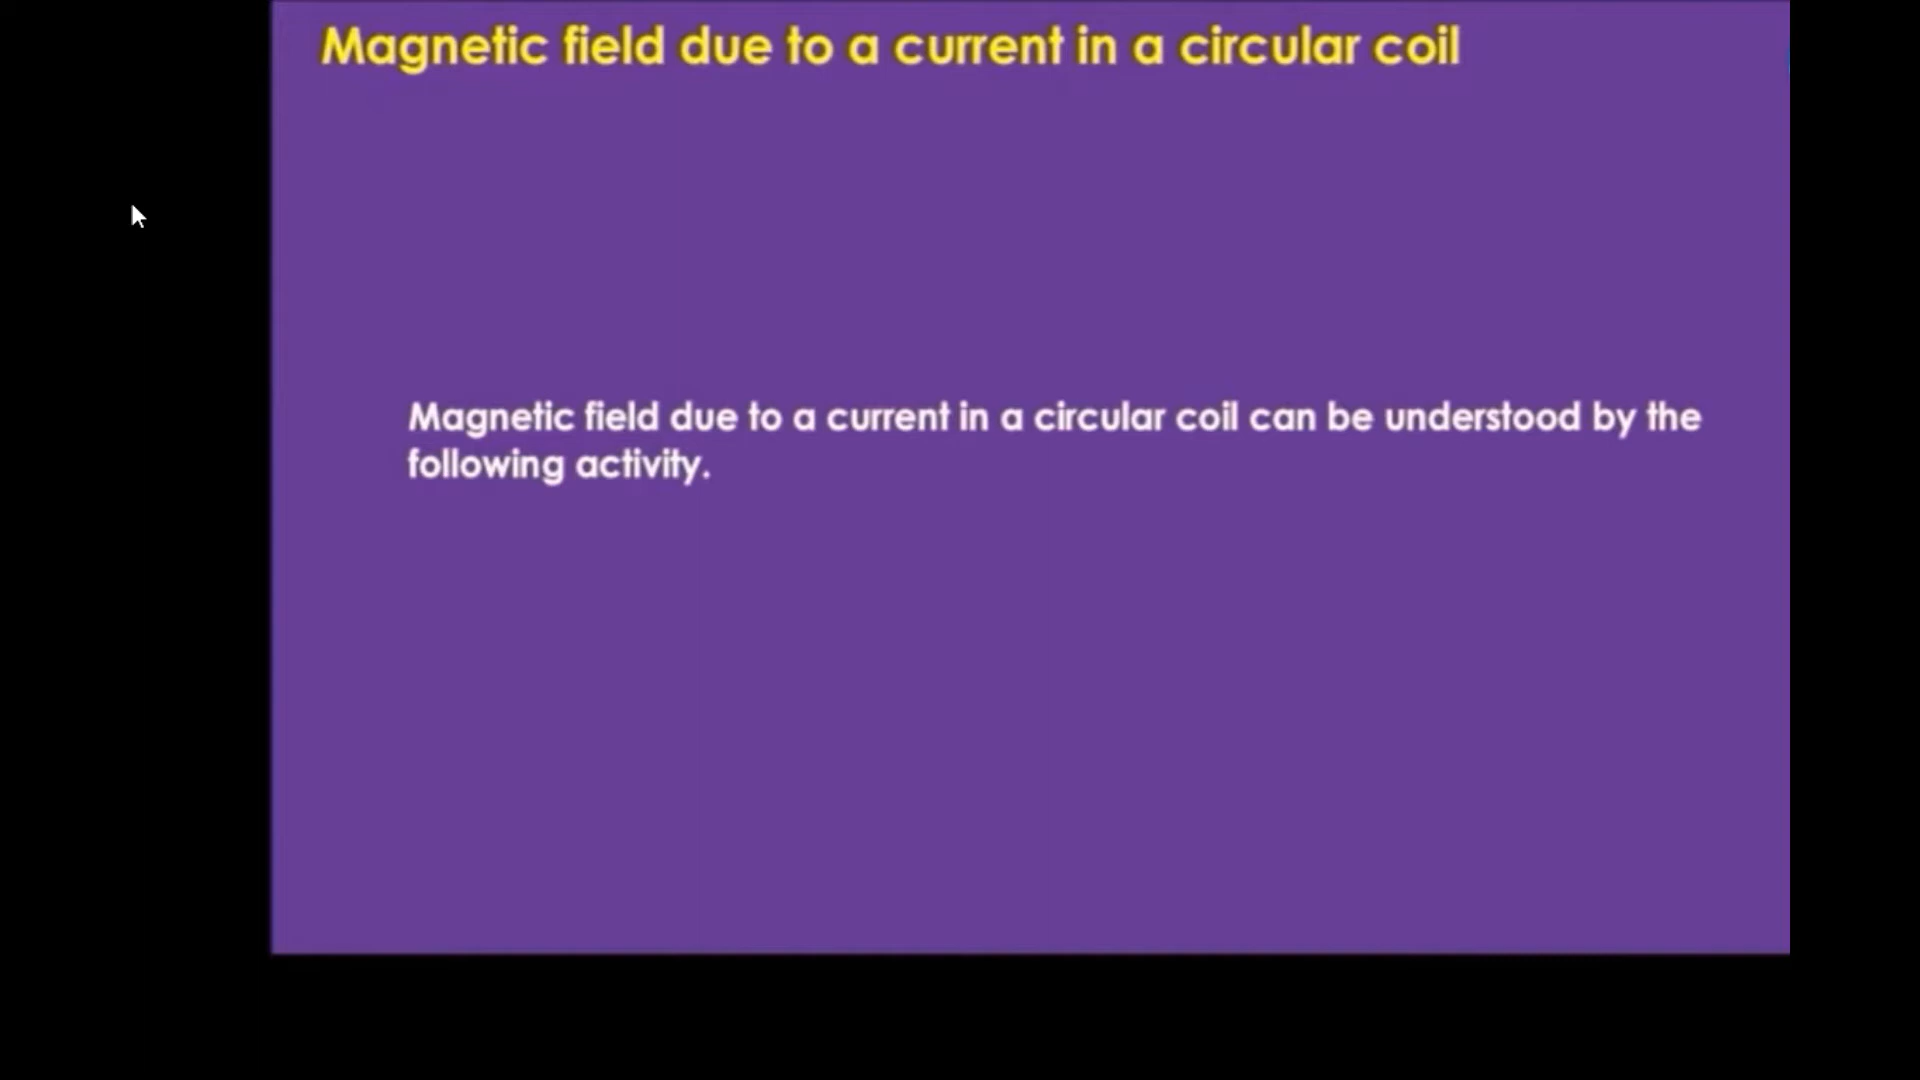 Magnetic field due to a current in a circular coil
Magnetic field due to a current in a circular coil can be understood by the
following activity.